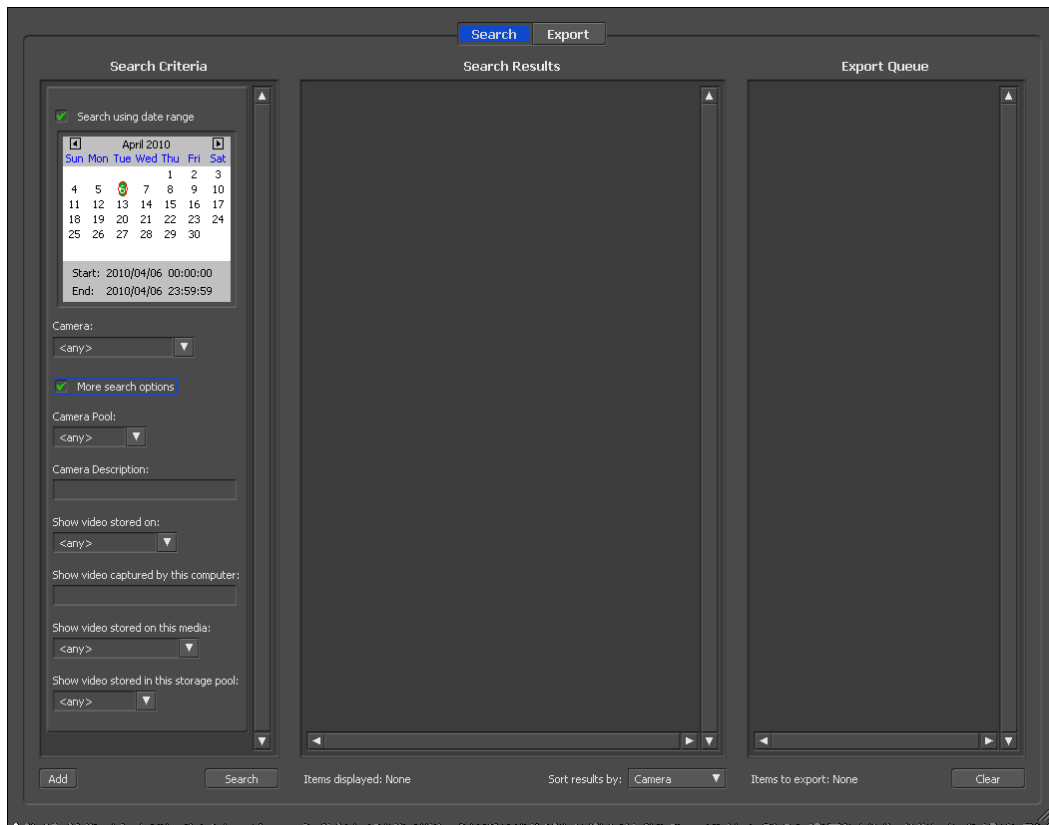 Search Export
Search Criteria
Search using date range
April 2010
Sun Mon Tue Wed Thu Fri Sat
1 2 3
4 5 6 7 8 9 10
11 12 13 14 15 16 17
18 19 20 21 22 23 24
25 26 27 28 29 30
Start: 2010/04/06 00:00:00
End: 2010/04/06 23:59:59
Camera:
<any>
More search options
Camera Pool:
<any>
Camera Description:
Show video stored on:
<any>
Show video captured by this computer:
Show video stored on this media:
<any>
Show video stored in this storage pool:
<any>
Add Search
Search Results
Items displayed: None
Sort results by: Camera
Export Queue
Items to export: None
Clear